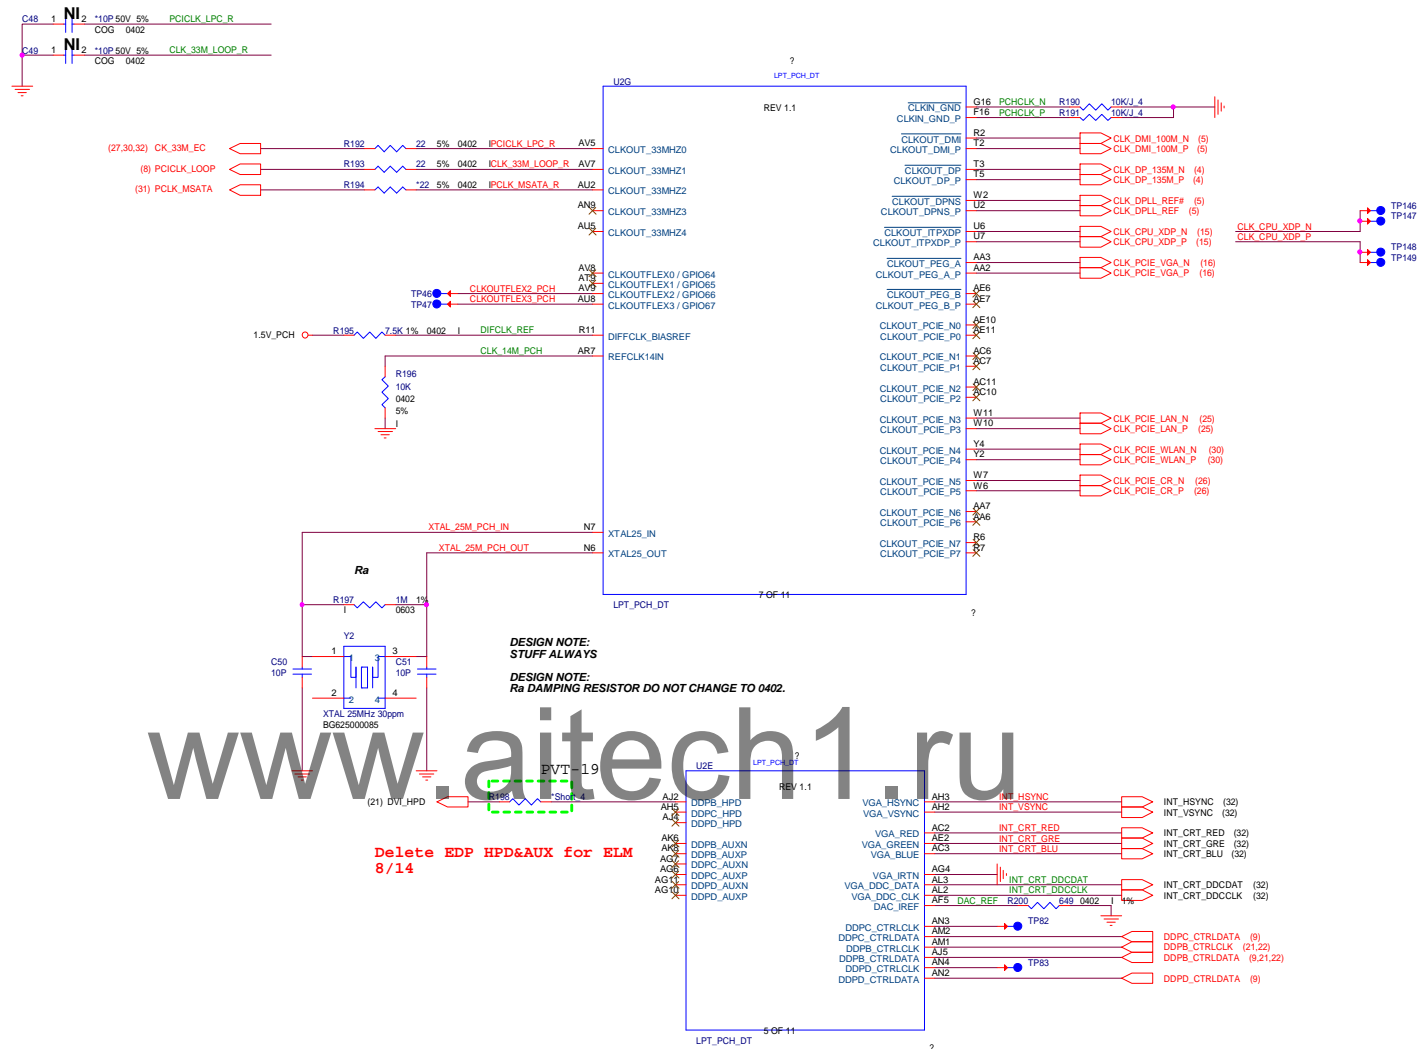 C48 1 NI 2 *10P 50V 5% PCICLK_LPC_R
COG 0402
C49 1 NI 2 *10P 50V 5% CLK_33M_LOOP_R
COG 0402
?
LPT_PCH_DT
U2G
REV 1.1
(27,30,32) CK_33M_EC R192 22 5% 0402 IPCICLK_LPC_R AV5 CLKOUT_33MHZ0
(8) PCICLK_LOOP R193 22 5% 0402 ICLK_33M_LOOP_R AV7 CLKOUT_33MHZ1
(31) PCLK_MSATA R194 *22 5% 0402 IPCLK_MSATA_R AU2 CLKOUT_33MHZ2
AN9 CLKOUT_33MHZ3
AU5 CLKOUT_33MHZ4
AV8 CLKOUTFLEX0 / GPIO64
AT9 CLKOUTFLEX1 / GPIO65
TP46 CLKOUTFLEX2_PCH AV9 CLKOUTFLEX2 / GPIO66
TP47 CLKOUTFLEX3_PCH AU8 CLKOUTFLEX3 / GPIO67
1.5V_PCH R195 7.5K 1% 0402 I DIFCLK_REF R11 DIFFCLK_BIASREF
CLK_14M_PCH AR7 REFCLK14IN
R196
10K
0402
5%
I
XTAL_25M_PCH_IN N7 XTAL25_IN
XTAL_25M_PCH_OUT N6 XTAL25_OUT
CLKIN_GND G16 PCHCLK_N R190 10K/J_4
CLKIN_GND_P F16 PCHCLK_P R191 10K/J_4
CLKOUT_DMI R2 CLK_DMI_100M_N (5)
CLKOUT_DMI_P T2 CLK_DMI_100M_P (5)
CLKOUT_DP T3 CLK_DP_135M_N (4)
CLKOUT_DP_P T5 CLK_DP_135M_P (4)
CLKOUT_DPNS W2 CLK_DPLL_REF# (5)
CLKOUT_DPNS_P U2 CLK_DPLL_REF (5)
CLKOUT_ITPXDP U6 CLK_CPU_XDP_N (15)
CLKOUT_ITPXDP_P U7 CLK_CPU_XDP_P (15)
CLKOUT_PEG_A AA3 CLK_PCIE_VGA_N (16)
CLKOUT_PEG_A_P AA2 CLK_PCIE_VGA_P (16)
CLKOUT_PEG_B AE6
CLKOUT_PEG_B_P AE7
CLKOUT_PCIE_N0 AE10
CLKOUT_PCIE_P0 AE11
CLKOUT_PCIE_N1 AC6
CLKOUT_PCIE_P1 AC7
CLKOUT_PCIE_N2 AC11
CLKOUT_PCIE_P2 AC10
CLKOUT_PCIE_N3 W11 CLK_PCIE_LAN_N (25)
CLKOUT_PCIE_P3 W10 CLK_PCIE_LAN_P (25)
CLKOUT_PCIE_N4 Y4 CLK_PCIE_WLAN_N (30)
CLKOUT_PCIE_P4 Y2 CLK_PCIE_WLAN_P (30)
CLKOUT_PCIE_N5 W7 CLK_PCIE_CR_N (26)
CLKOUT_PCIE_P5 W6 CLK_PCIE_CR_P (26)
CLKOUT_PCIE_N6 AA7
CLKOUT_PCIE_P6 AA6
CLKOUT_PCIE_N7 R6
CLKOUT_PCIE_P7 R7
TP146
TP147
CLK_CPU_XDP_N
CLK_CPU_XDP_P
TP148
TP149
7 OF 11
LPT_PCH_DT
?
Ra
R197 1M 1%
I 0603
Y2
1 1 3 3
C50
10P
C51
10P
2 2 4 4
XTAL 25MHz 30ppm
BG625000085
DESIGN NOTE:
STUFF ALWAYS
DESIGN NOTE:
Ra DAMPING RESISTOR DO NOT CHANGE TO 0402.
www.aitech1.ru
PVT-19
?
U2E
LPT_PCH_DT
REV 1.1
(21) DVI_HPD R198 *Short_4 AJ2 DDPB_HPD
AH5 DDPC_HPD
AJ4 DDPD_HPD
AK6 DDPB_AUXN
AK8 DDPB_AUXP
AG7 DDPC_AUXN
AG6 DDPC_AUXP
AG11 DDPD_AUXN
AG10 DDPD_AUXP
Delete EDP HPD&AUX for ELM
8/14
VGA_HSYNC AH3 INT_HSYNC INT_HSYNC (32)
VGA_VSYNC AH2 INT_VSYNC INT_VSYNC (32)
VGA_RED AC2 INT_CRT_RED INT_CRT_RED (32)
VGA_GREEN AE2 INT_CRT_GRE INT_CRT_GRE (32)
VGA_BLUE AC3 INT_CRT_BLU INT_CRT_BLU (32)
VGA_IRTN AG4
VGA_DDC_DATA AL3 INT_CRT_DDCDAT INT_CRT_DDCDAT (32)
VGA_DDC_CLK AL2 INT_CRT_DDCCLK INT_CRT_DDCCLK (32)
DAC_IREF AF5 DAC_REF R200 649 0402 I 1%
DDPC_CTRLCLK AN3 TP82
DDPC_CTRLDATA AM2 DDPC_CTRLDATA (9)
DDPB_CTRLCLK AM1 DDPB_CTRLCLK (21,22)
DDPB_CTRLDATA AJ5 DDPB_CTRLDATA (9,21,22)
DDPD_CTRLCLK AN4 TP83
DDPD_CTRLDATA AN2 DDPD_CTRLDATA (9)
5 OF 11
LPT_PCH_DT
?